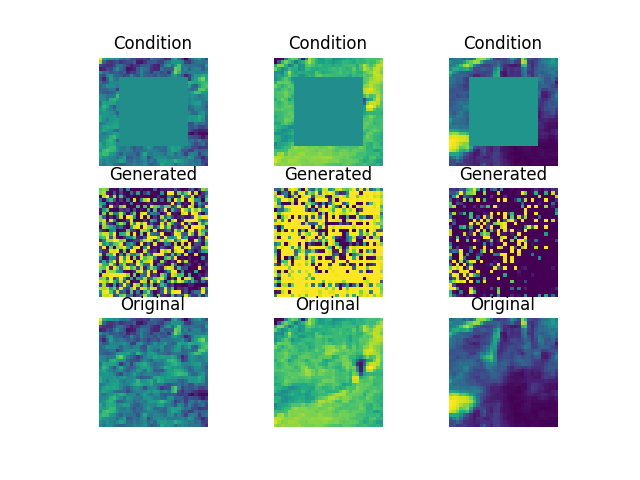 Condition Condition Condition
Generated Generated Generated
Original Original Original